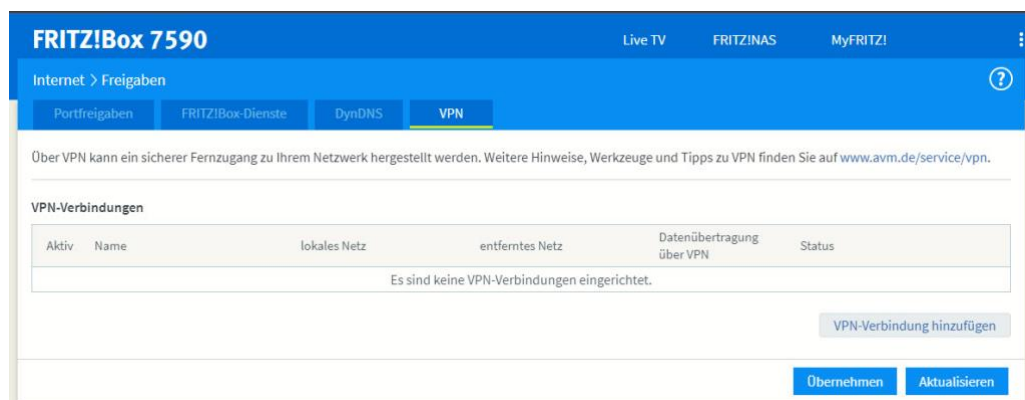 FRITZ!Box 7590 Live TV FRITZ!NAS MyFRITZ!
Internet > Freigaben ?
Portfreigaben FRITZ!Box-Dienste DynDNS VPN
Über VPN kann ein sicherer Fernzugang zu Ihrem Netzwerk hergestellt werden. Weitere Hinweise, Werkzeuge und Tipps zu VPN finden Sie auf www.avm.de/service/vpn.
VPN-Verbindungen
Aktiv Name lokales Netz entferntes Netz Datenübertragung über VPN Status
Es sind keine VPN-Verbindungen eingerichtet.
VPN-Verbindung hinzufügen
Übernehmen Aktualisieren